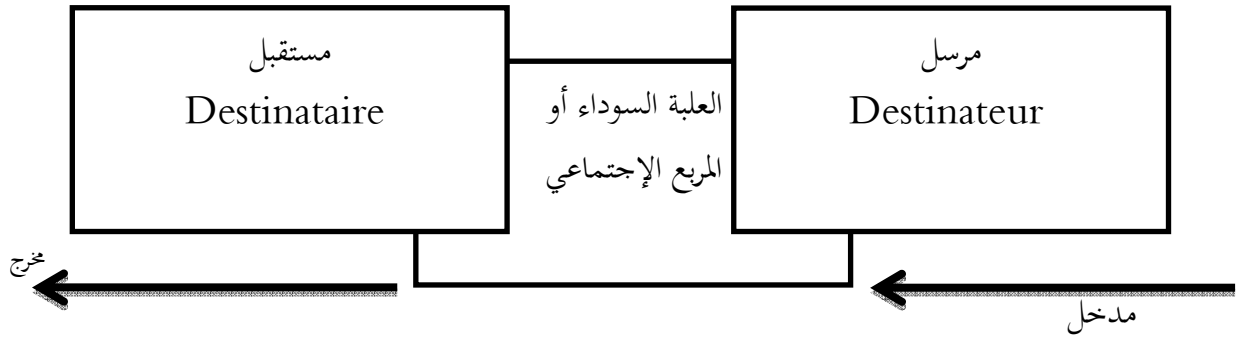 مرسل
Destinateur
العلبة السوداء أو
المربع الإجتماعي
مستقبل
Destinataire
مدخل
مخرج